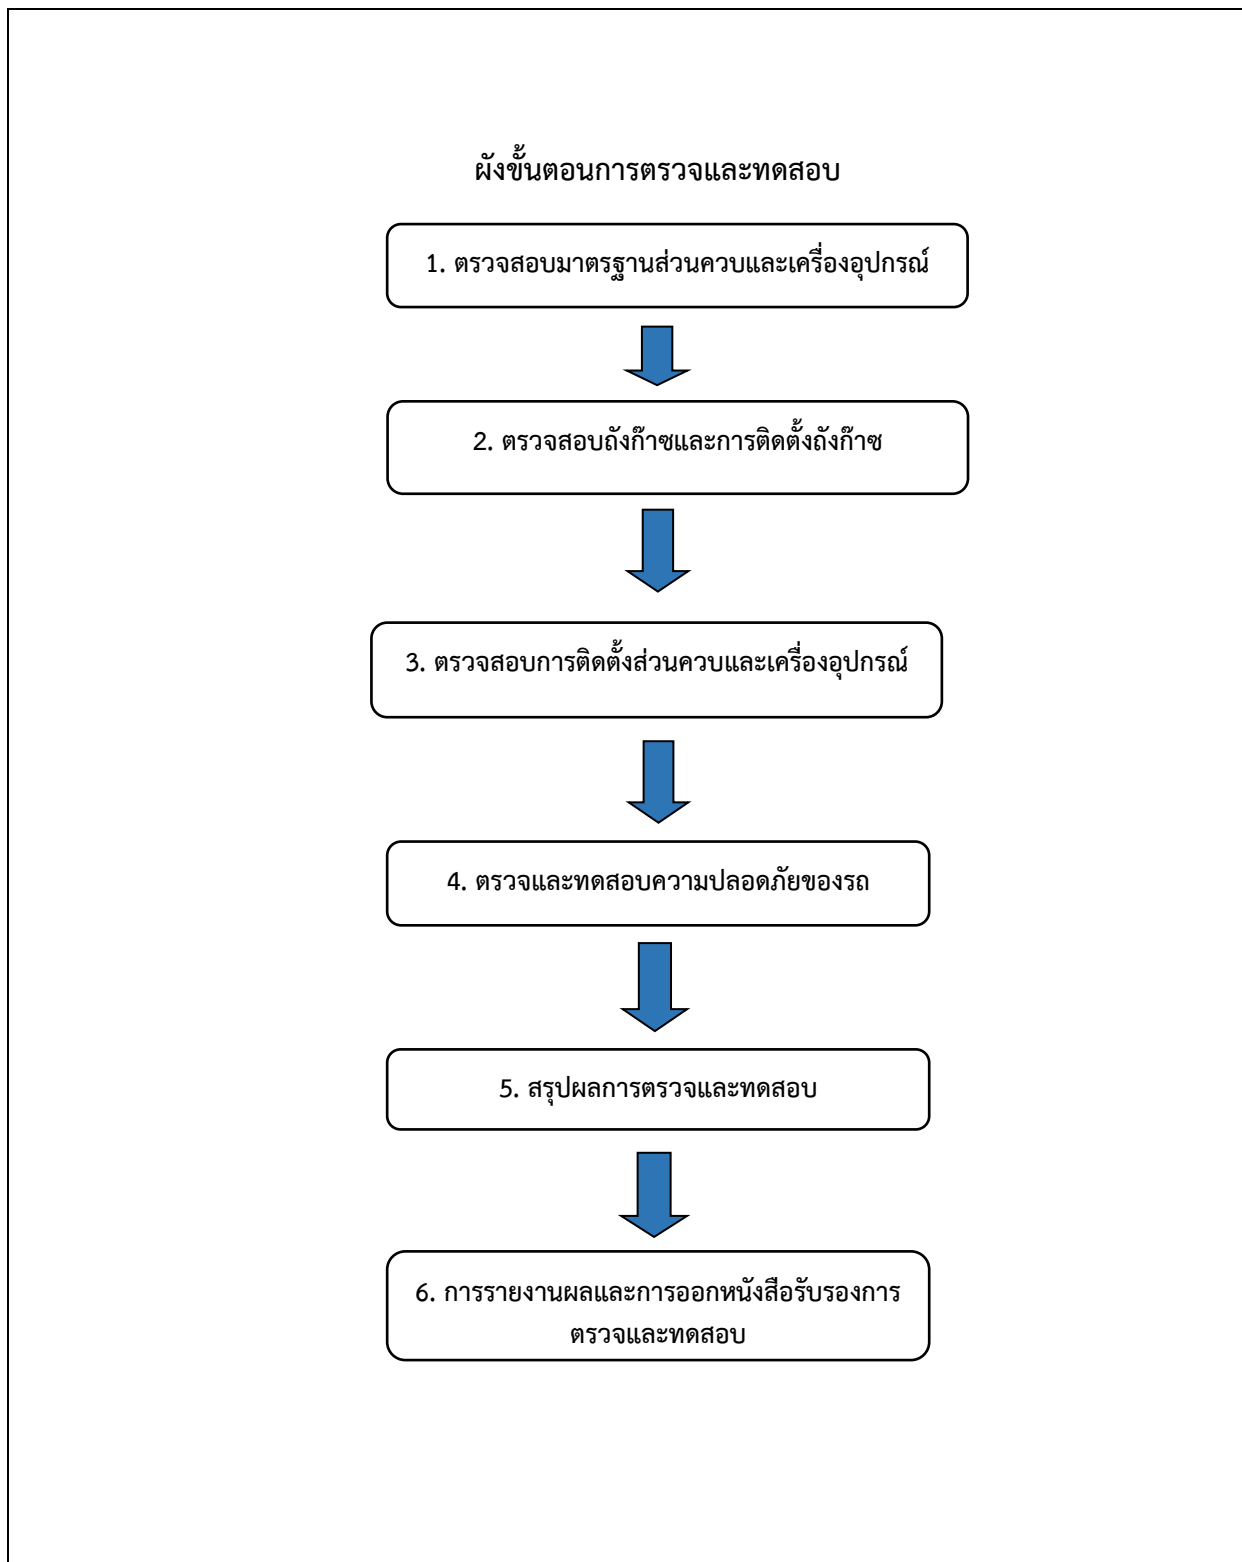 ผังขั้นตอนการตรวจและทดสอบ
1. ตรวจสอบมาตรฐานส่วนควบและเครื่องอุปกรณ์
2. ตรวจสอบถังก๊าซและการติดตั้งถังก๊าซ
3. ตรวจสอบการติดตั้งส่วนควบและเครื่องอุปกรณ์
4. ตรวจและทดสอบความปลอดภัยของรถ
5. สรุปผลการตรวจและทดสอบ
6. การรายงานผลและการออกหนังสือรับรองการ
ตรวจและทดสอบ